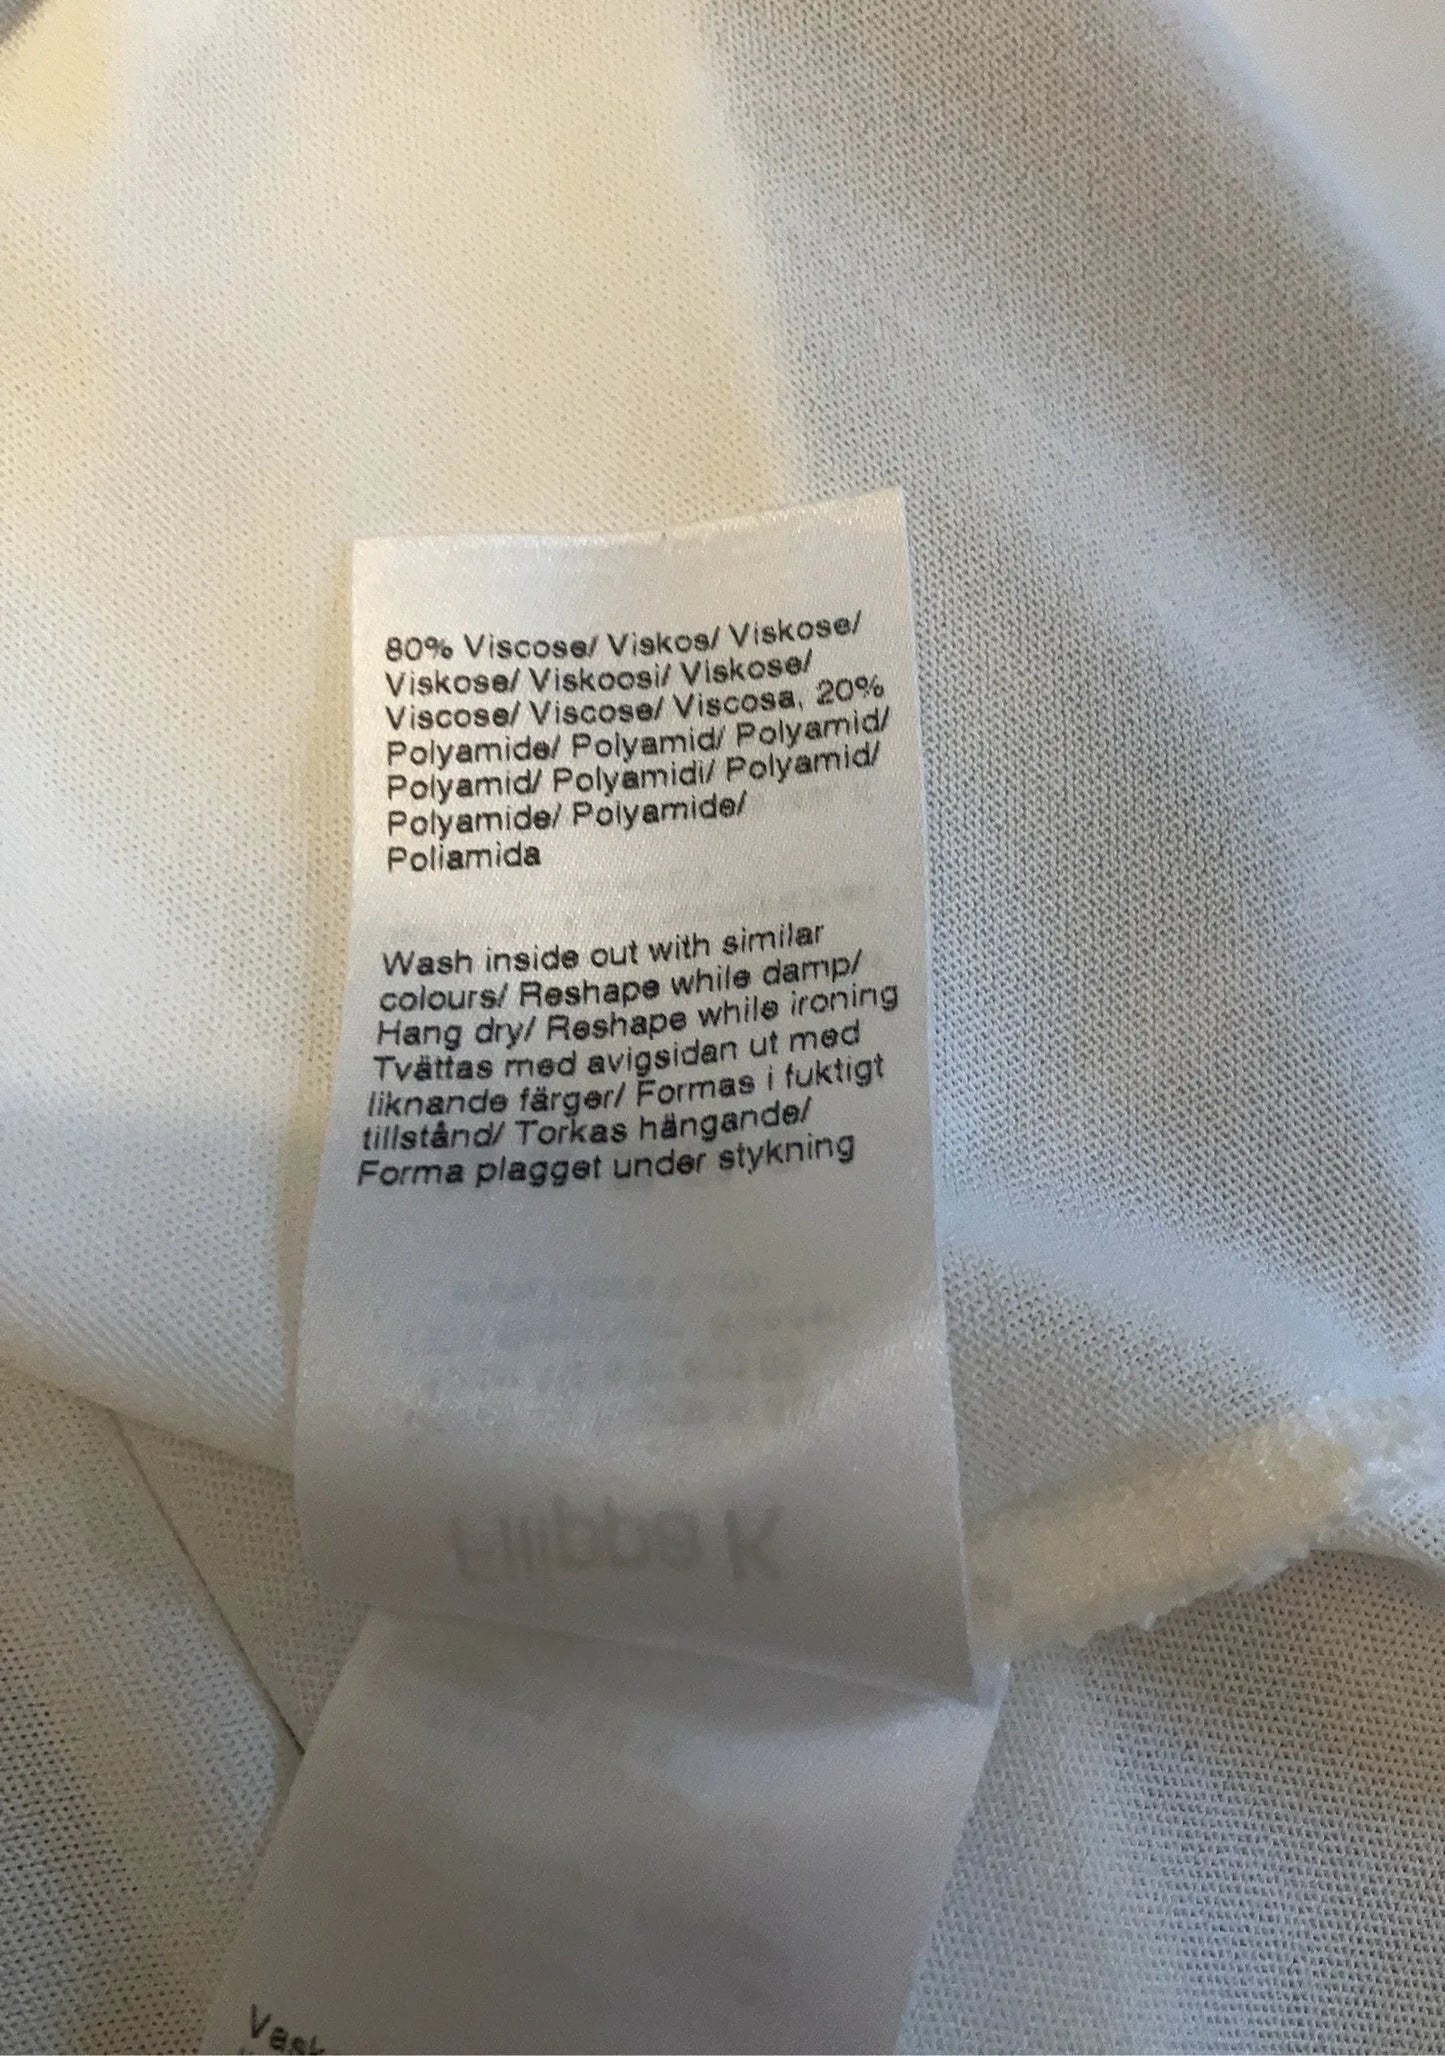 80% Viscose/ Viskos/ Viskose/
Viskose/ Viskoosi/ Viskose/
Viscose/ Viscose/ Viscosa, 20%
Polyamide/ Polyamid/ Polyamid/
Polyamid/ Polyamidi/ Polyamid/
Polyamide/ Polyamide/
Poliamida
Wash inside out with similar
colours/ Reshape while damp/
Hang dry/ Reshape while ironing
Tvättas med avigsidan ut med
liknande färger/ Formas i fuktigt
tillstånd/ Torkas hängande/
Forma plagget under strykning
Filippa K